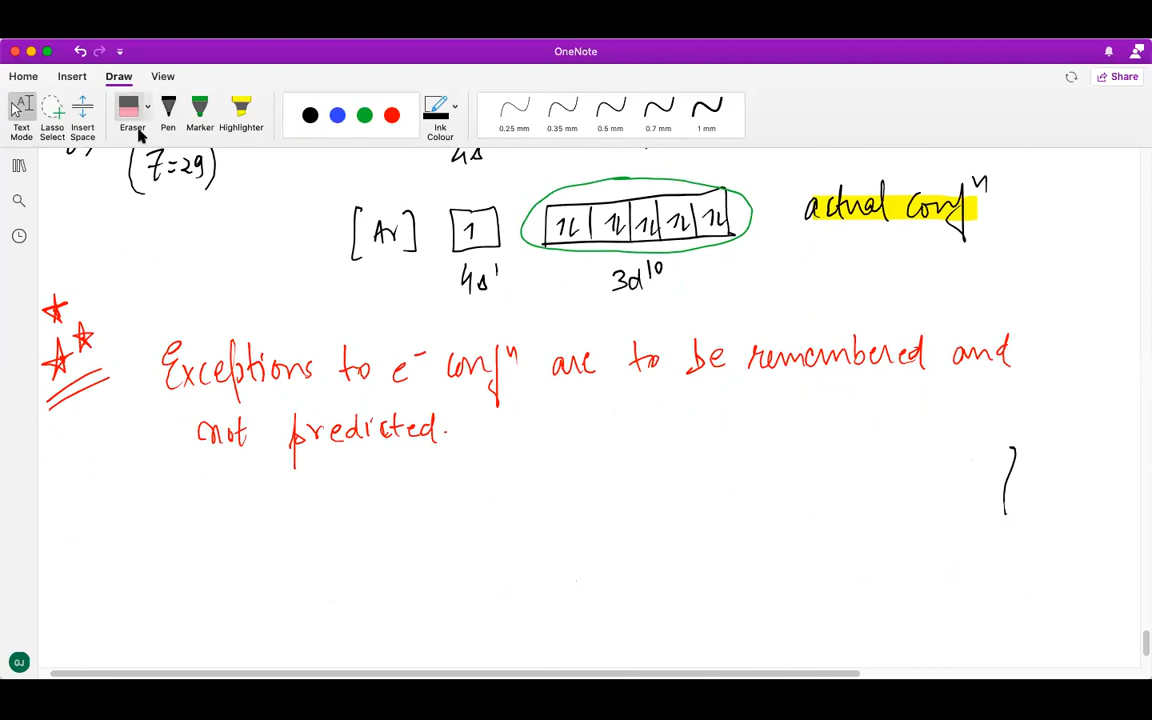 OneNote
Home Insert Draw View
Share
Text Mode
Lasso Select
Insert Space
Eraser
Pen
Marker
Highlighter
Ink Colour
0.25 mm 0.35 mm 0.5 mm 0.7 mm 1 mm
(Z=29)
4s
[Ar] 1 1l 1l 1l 1l 1l actual confⁿ
4s¹ 3d¹⁰
Exceptions to e⁻ confⁿ are to be remembered and
not predicted.
GJ